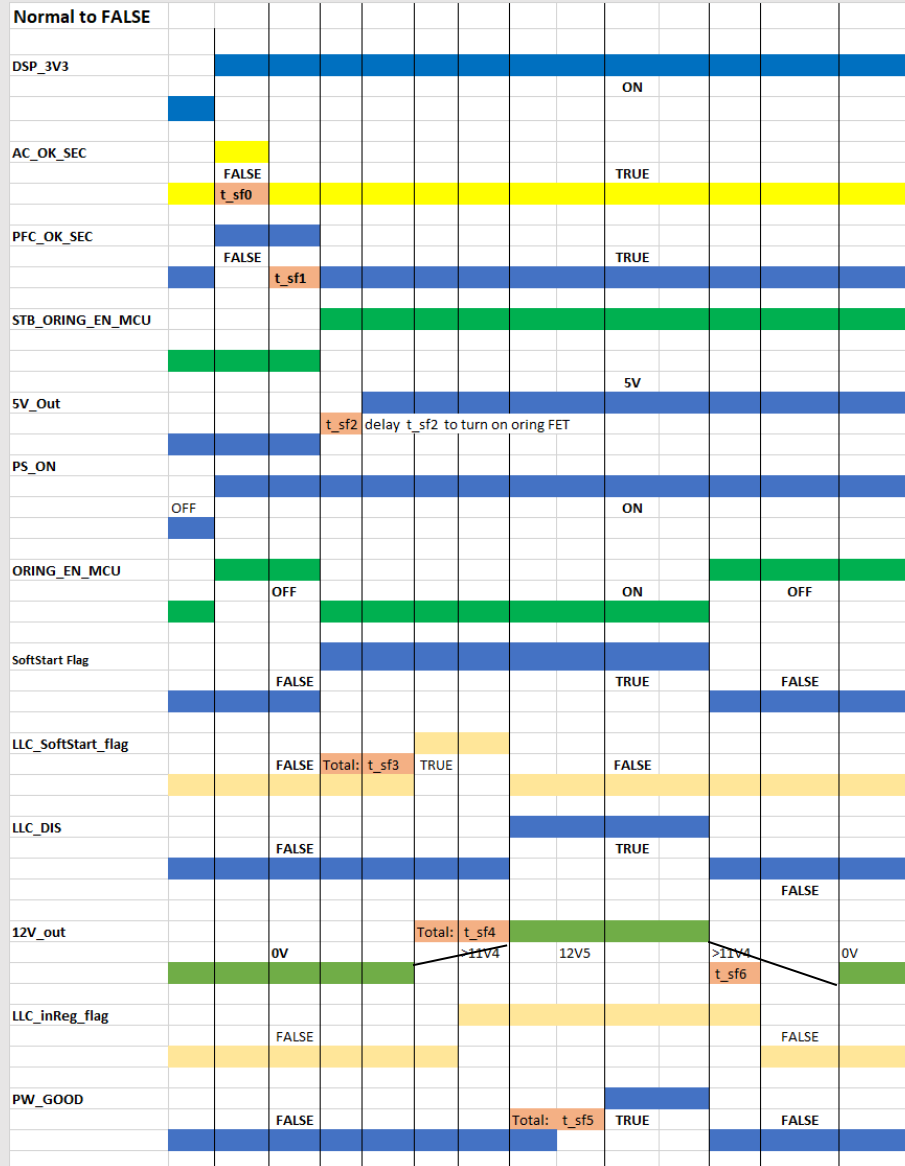 Normal to FALSE
DSP_3V3
ON
AC_OK_SEC
FALSE TRUE
t_sf0
PFC_OK_SEC
FALSE TRUE
t_sf1
STB_ORING_EN_MCU
5V
5V_Out
t_sf2 delay t_sf2 to turn on oring FET
PS_ON
OFF ON
ORING_EN_MCU
OFF ON OFF
SoftStart Flag
FALSE TRUE FALSE
LLC_SoftStart_flag
FALSE Total: t_sf3 TRUE FALSE
LLC_DIS
FALSE TRUE
FALSE
12V_out Total: t_sf4
0V >11V4 12V5 >11V4 0V
t_sf6
LLC_inReg_flag
FALSE FALSE
PW_GOOD
FALSE Total: t_sf5 TRUE FALSE